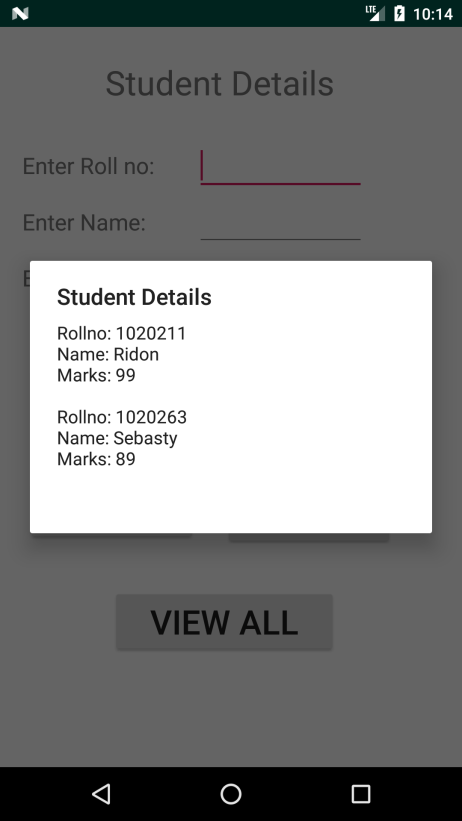 LTE 10:14
Student Details
Enter Roll no:
Enter Name:
Student Details
Rollno: 1020211
Name: Ridon
Marks: 99
Rollno: 1020263
Name: Sebasty
Marks: 89
VIEW ALL